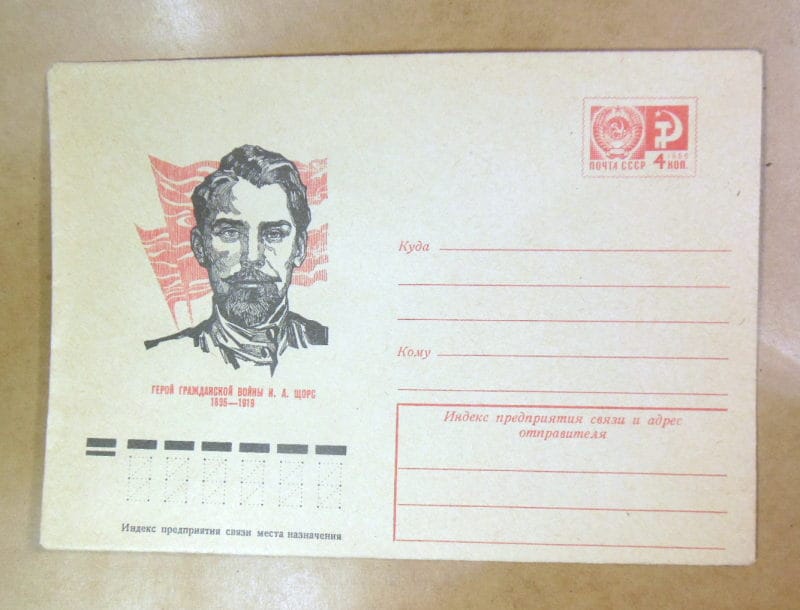 1966
ПОЧТА СССР 4 КОП.
Куда
Кому
ГЕРОЙ ГРАЖДАНСКОЙ ВОЙНЫ Н. А. ЩОРС
1895—1919
Индекс предприятия связи и адрес
отправителя
Индекс предприятия связи места назначения